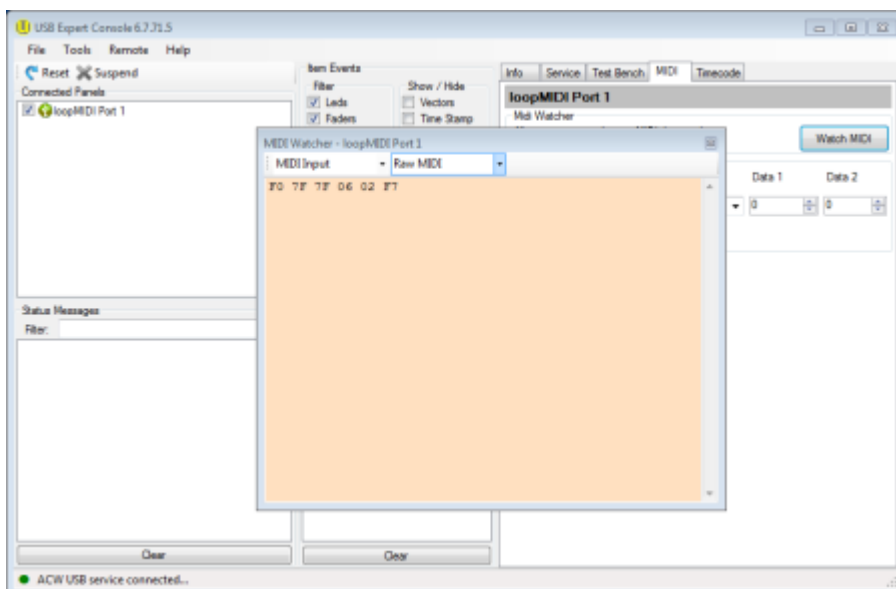 USB Expert Console 6.7.71.5
File Tools Remote Help
Reset Suspend
Connected Panels
loopMIDI Port 1
Item Events
Filter
Leds
Faders
Show / Hide
Vectors
Time Stamp
Info Service Test Bench MIDI Timecode
loopMIDI Port 1
Midi Watcher
Watch MIDI
Data 1 Data 2
0 0
MIDI Watcher - loopMIDI Port 1
MIDI Input Raw MIDI
F0 7F 7F 06 02 F7
Status Messages
Filter:
Clear Clear
ACW USB service connected...